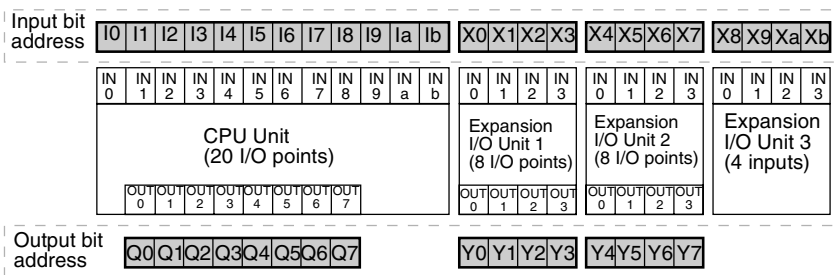 Input bit
address
I0 I1 I2 I3 I4 I5 I6 I7 I8 I9 Ia Ib X0 X1 X2 X3 X4 X5 X6 X7 X8 X9 Xa Xb
IN IN IN IN IN IN IN IN IN IN IN IN IN IN IN IN IN IN IN IN IN IN IN IN
0 1 2 3 4 5 6 7 8 9 a b 0 1 2 3 0 1 2 3 0 1 2 3
CPU Unit
(20 I/O points)
Expansion
I/O Unit 1
(8 I/O points)
Expansion
I/O Unit 2
(8 I/O points)
Expansion
I/O Unit 3
(4 inputs)
OUT OUT OUT OUT OUT OUT OUT OUT OUT OUT OUT OUT OUT OUT OUT OUT
0 1 2 3 4 5 6 7 0 1 2 3 0 1 2 3
Output bit
address
Q0 Q1 Q2 Q3 Q4 Q5 Q6 Q7 Y0 Y1 Y2 Y3 Y4 Y5 Y6 Y7